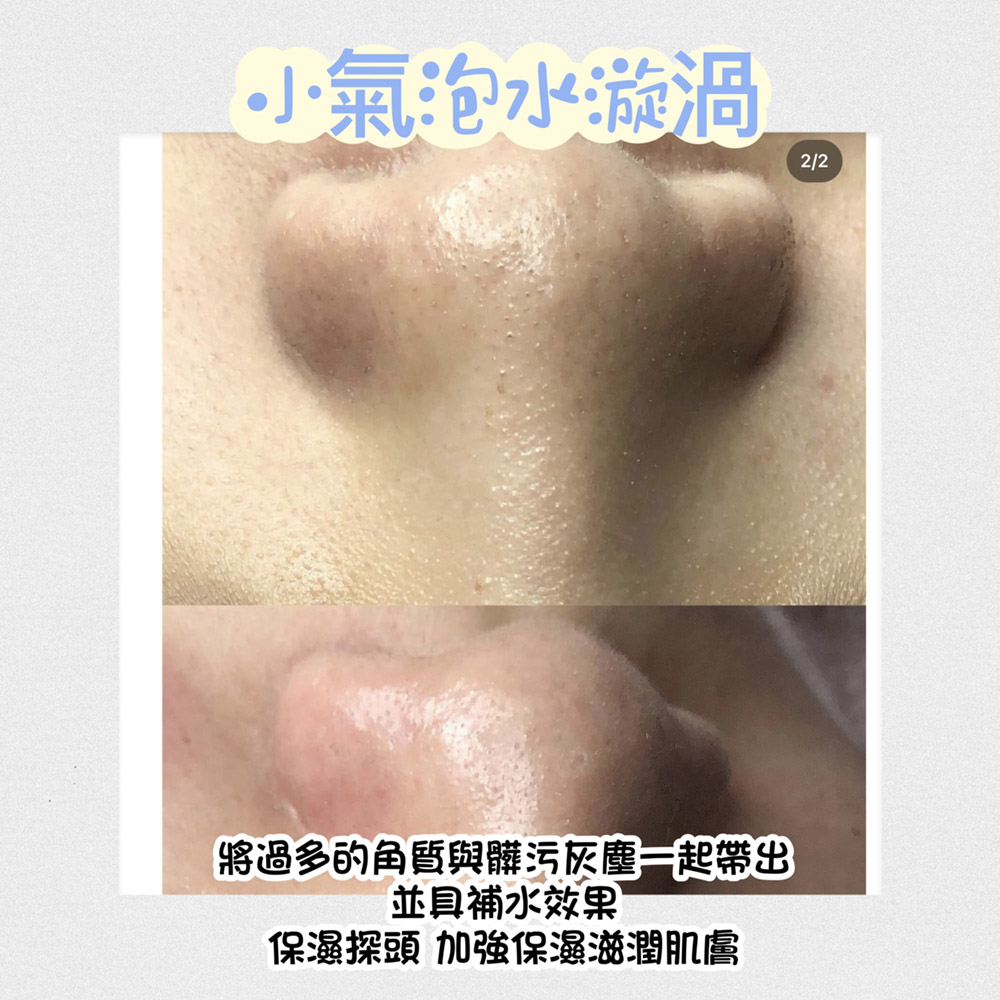 小氣泡水漩渦
2/2
將過多的角質與髒污灰塵一起帶出
並具補水效果
保濕探頭 加強保濕滋潤肌膚